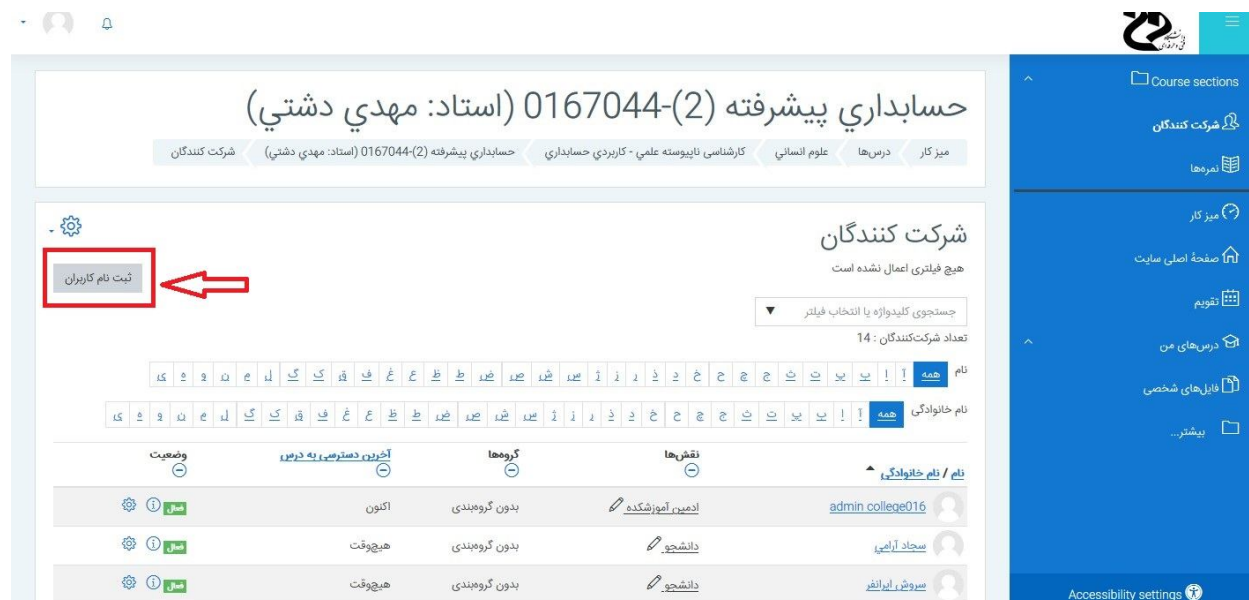 دانشگاه
فنی و حرفه‌ای
Course sections
شرکت کنندگان
نمره‌ها
میز کار
صفحهٔ اصلی سایت
تقویم
درس‌های من
فایل‌های شخصی
بیشتر...
Accessibility settings
حسابداري پيشرفته (2)-0167044 (استاد: مهدي دشتي)
میز کار درس‌ها علوم انساني کارشناسی ناپیوسته علمي - کاربردي حسابداري حسابداري پيشرفته (2)-0167044 (استاد: مهدي دشتي) شرکت کنندگان
شرکت کنندگان
هیچ فیلتری اعمال نشده است
ثبت نام کاربران
جستجوی کلیدواژه یا انتخاب فیلتر ▼
تعداد شرکت‌کنندگان : 14
نام همه آ ا ب پ ت ث ج چ ح خ د ذ ر ز ژ س ش ص ض ط ظ ع غ ف ق ک گ ل م ن و ه ی
نام خانوادگی همه آ ا ب پ ت ث ج چ ح خ د ذ ر ز ژ س ش ص ض ط ظ ع غ ف ق ک گ ل م ن و ه ی
نام / نام خانوادگی نقش‌ها گروه‌ها آخرین دسترسی به درس وضعیت
admin college016 ادمین آموزشکده بدون گروه‌بندی اکنون فعال
سجاد آرامي دانشجو بدون گروه‌بندی هیچ‌وقت فعال
سروش ایرانفر دانشجو بدون گروه‌بندی هیچ‌وقت فعال